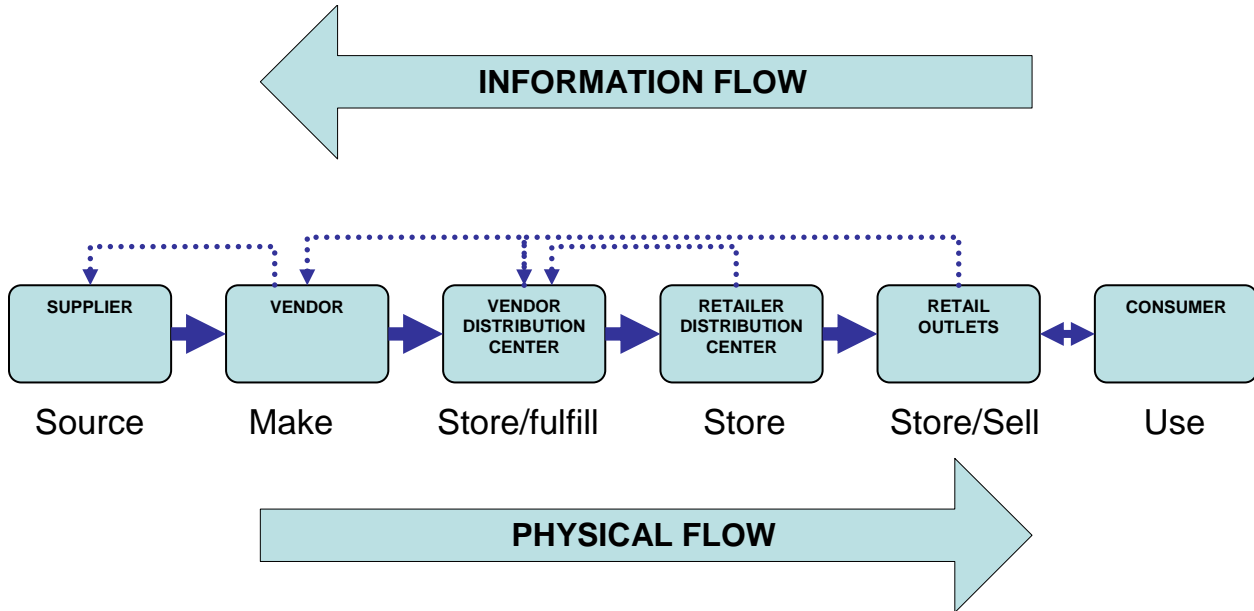 INFORMATION FLOW
SUPPLIER
VENDOR
VENDOR
DISTRIBUTION
CENTER
RETAILER
DISTRIBUTION
CENTER
RETAIL
OUTLETS
CONSUMER
Source
Make
Store/fulfill
Store
Store/Sell
Use
PHYSICAL FLOW